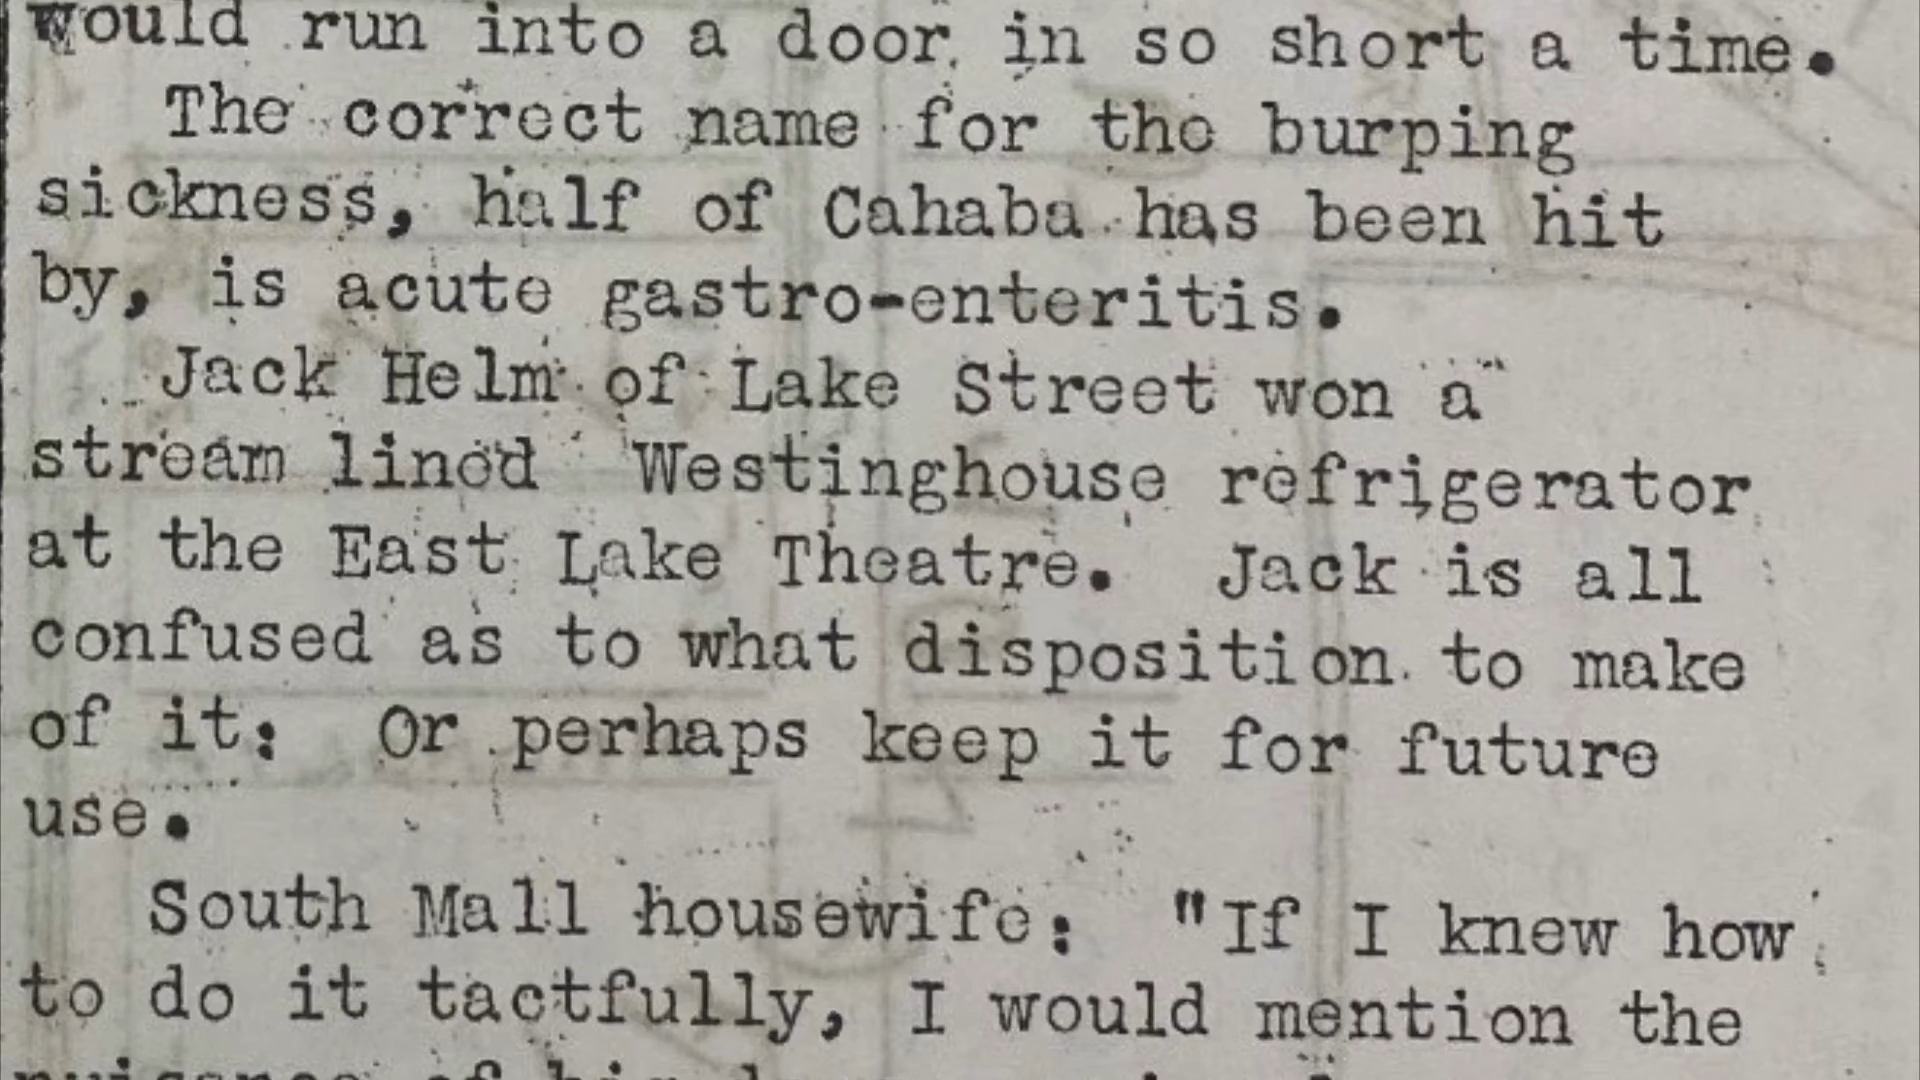 would run into a door in so short a time.
The correct name for the burping
sickness, half of Cahaba has been hit
by, is acute gastro-enteritis.
Jack Helm of Lake Street won a
stream lined Westinghouse refrigerator
at the East Lake Theatre. Jack is all
confused as to what disposition to make
of it: Or perhaps keep it for future
use.
South Mall housewife: "If I knew how
to do it tactfully, I would mention the
nuisance of